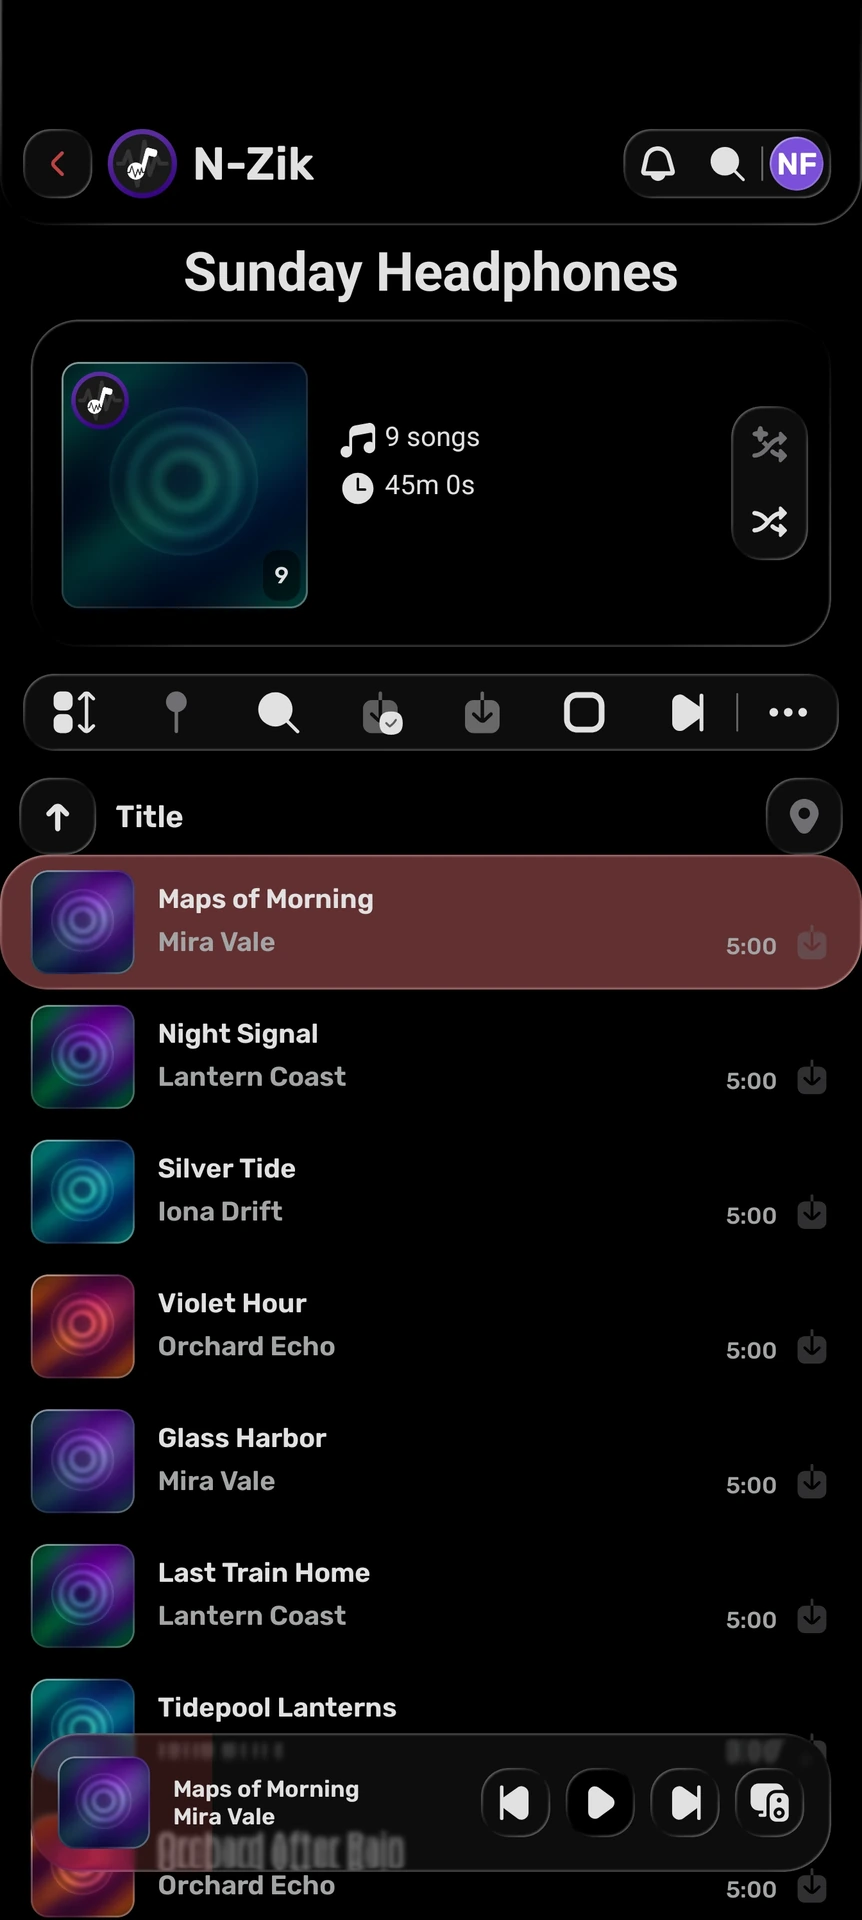 N-Zik
NF
Sunday Headphones
9 songs
45m 0s
9
Title
Maps of Morning
Mira Vale
5:00
Night Signal
Lantern Coast
5:00
Silver Tide
Iona Drift
5:00
Violet Hour
Orchard Echo
5:00
Glass Harbor
Mira Vale
5:00
Last Train Home
Lantern Coast
5:00
Tidepool Lanterns
Maps of Morning
Mira Vale
Orchard After Rain
Orchard Echo
5:00